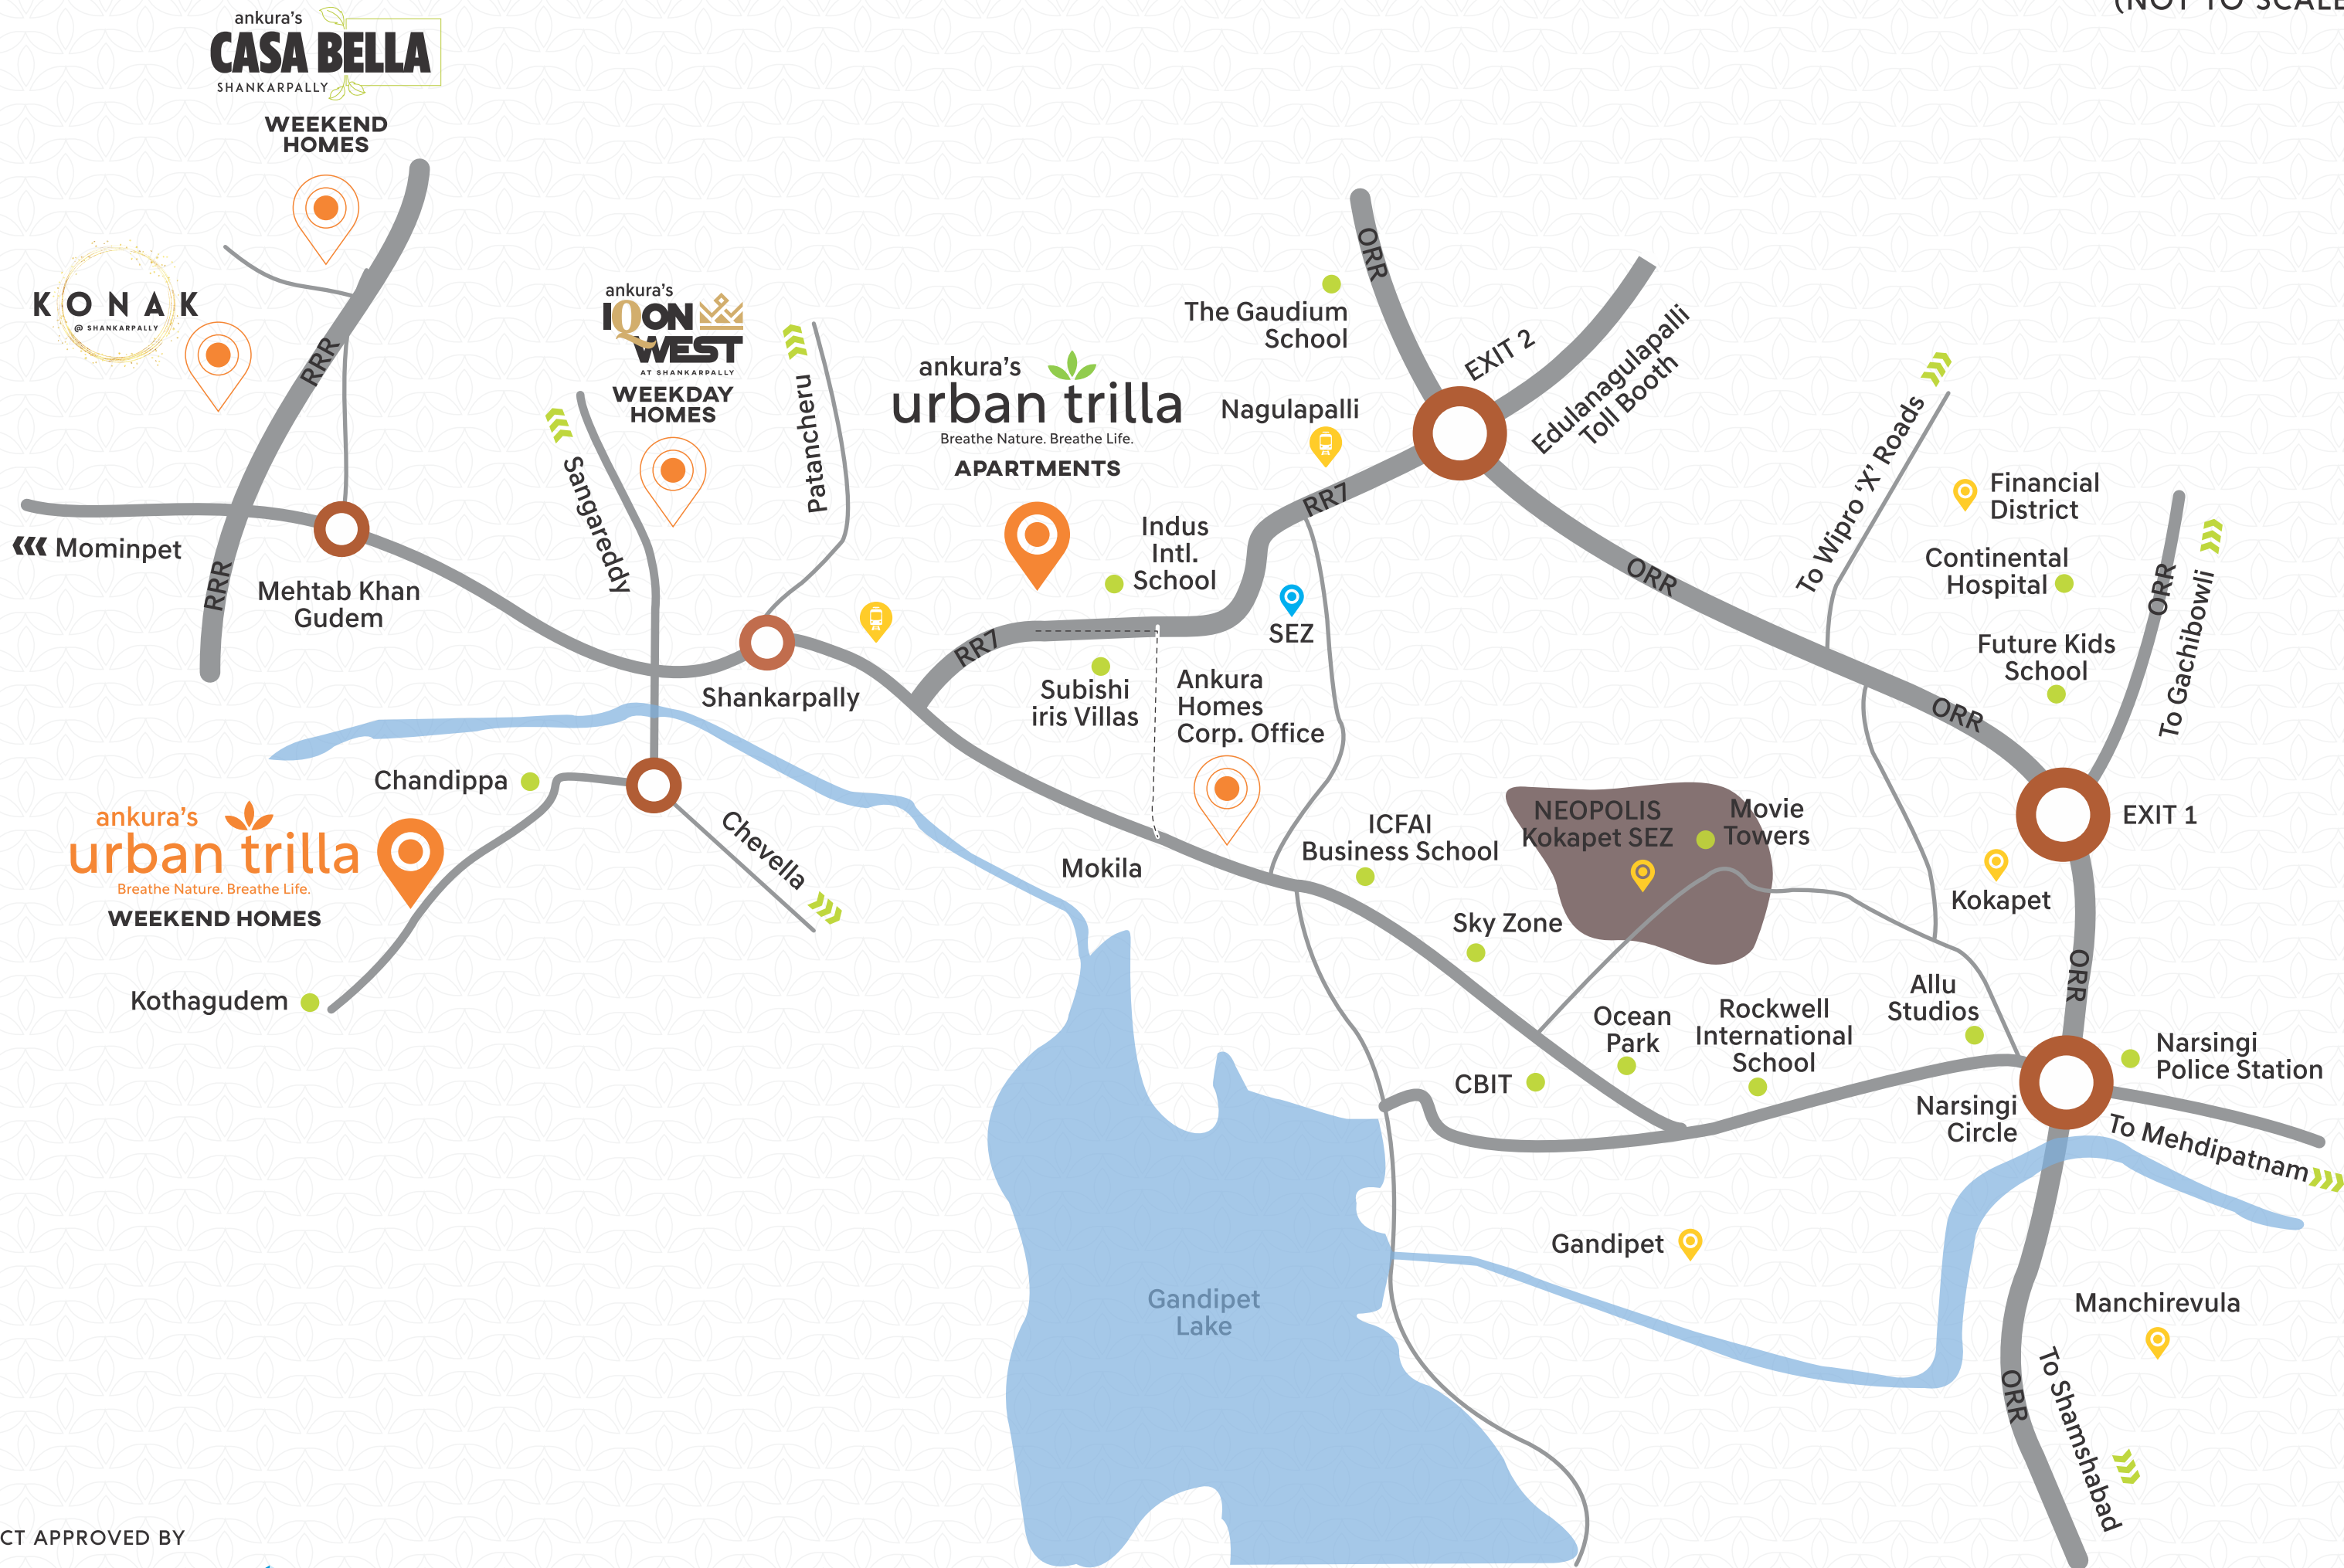 (NOT TO SCALE
ankura's
CASA BELLA
SHANKARPALLY
WEEKEND
HOMES
KONAK
@ SHANKARPALLY
RRR
RRR
Mominpet
Mehtab Khan
Gudem
Sangareddy
ankura's
IQON
WEST
AT SHANKARPALLY
WEEKDAY
HOMES
Patancheru
Shankarpally
ankura's
urban trilla
Breathe Nature. Breathe Life.
APARTMENTS
The Gaudium
School
ORR
EXIT 2
Edulanagulapalli
Toll Booth
Nagulapalli
RR7
RR7
Indus
Intl.
School
SEZ
Subishi
iris Villas
Ankura
Homes
Corp. Office
Mokila
ORR
To Wipro 'X' Roads
Financial
District
Continental
Hospital
Future Kids
School
ORR
To Gachibowli
ORR
EXIT 1
Kokapet
ORR
NEOPOLIS
Kokapet SEZ
Movie
Towers
ICFAI
Business School
Sky Zone
Ocean
Park
Rockwell
International
School
Allu
Studios
CBIT
Narsingi
Police Station
Narsingi
Circle
To Mehdipatnam
Chandippa
Chevella
ankura's
urban trilla
Breathe Nature. Breathe Life.
WEEKEND HOMES
Kothagudem
Gandipet
Gandipet
Lake
Manchirevula
ORR
To Shamshabad
CT APPROVED BY